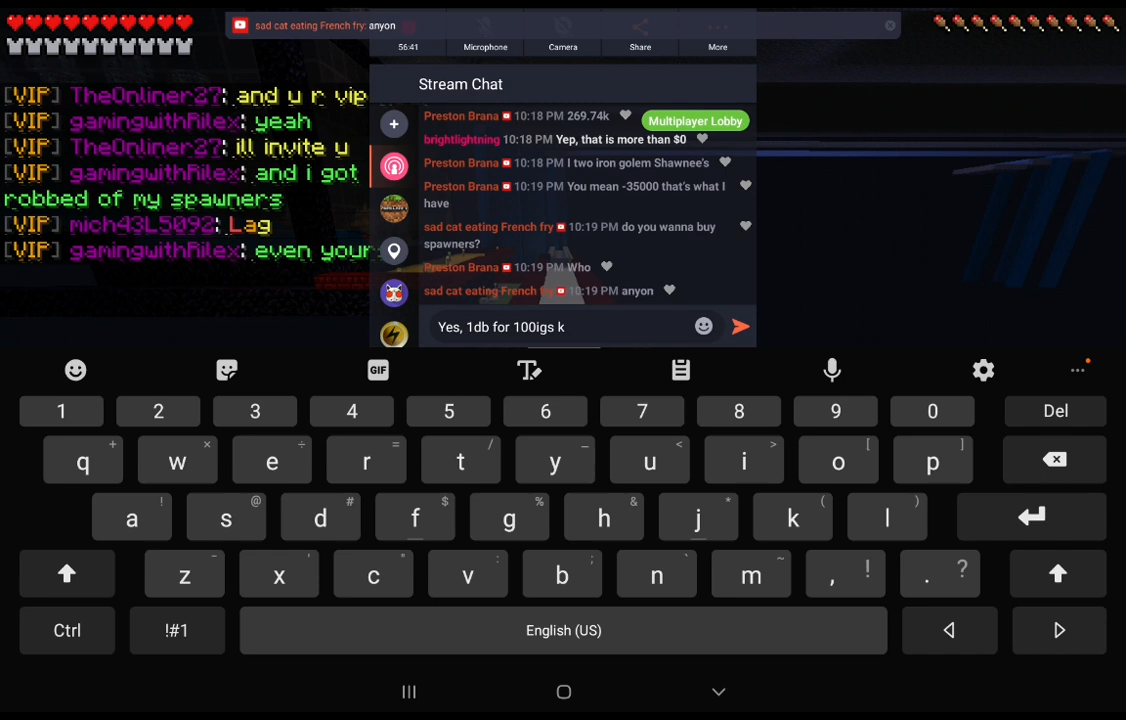 sad cat eating French fry: anyon
56:41 Microphone Camera Share More
Stream Chat
[VIP] TheOnliner27: and u r vip
[VIP] gamingwithRilex: yeah
[VIP] TheOnliner27: ill invite u
[VIP] gamingwithRilex: and i got
robbed of my spawners
[VIP] mich43L5092: Lag
[VIP] gamingwithRilex: even your
Preston Brana 10:18 PM 269.74k
Multiplayer Lobby
brightlightning 10:18 PM Yep, that is more than $0
Preston Brana 10:18 PM I two iron golem Shawnee's
Preston Brana 10:19 PM You mean -35000 that's what I
have
sad cat eating French fry 10:19 PM do you wanna buy
spawners?
Preston Brana 10:19 PM Who
sad cat eating French fry 10:19 PM anyon
Yes, 1db for 100igs k
GIF
1 2 3 4 5 6 7 8 9 0 Del
+ × ÷ = / _ < > [ ]
q w e r t y u i o p
! @ # $ % & * ( )
a s d f g h j k l
- ' " : ; ` ~ ! ?
z x c v b n m , .
Ctrl !#1 English (US)